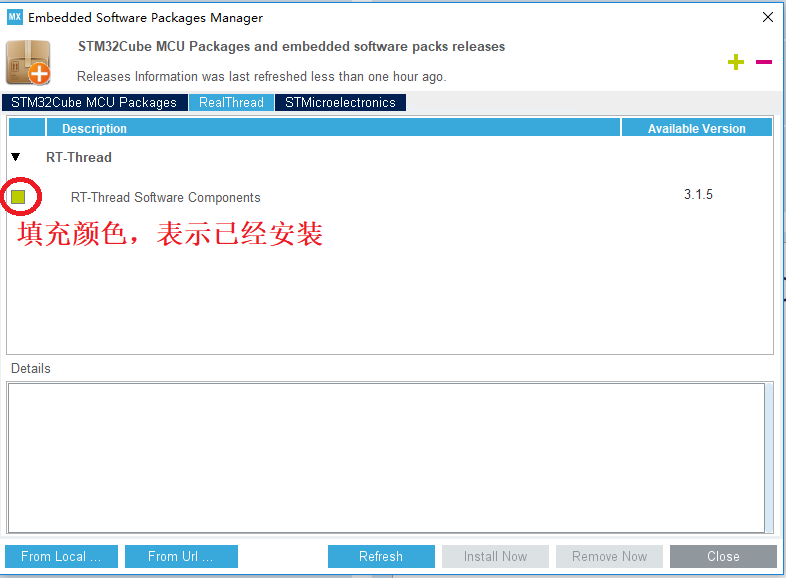 MX Embedded Software Packages Manager
STM32Cube MCU Packages and embedded software packs releases
Releases Information was last refreshed less than one hour ago.
STM32Cube MCU Packages RealThread STMicroelectronics
Description Available Version
RT-Thread
RT-Thread Software Components 3.1.5
填充颜色，表示已经安装
Details
From Local ... From Url ... Refresh Install Now Remove Now Close